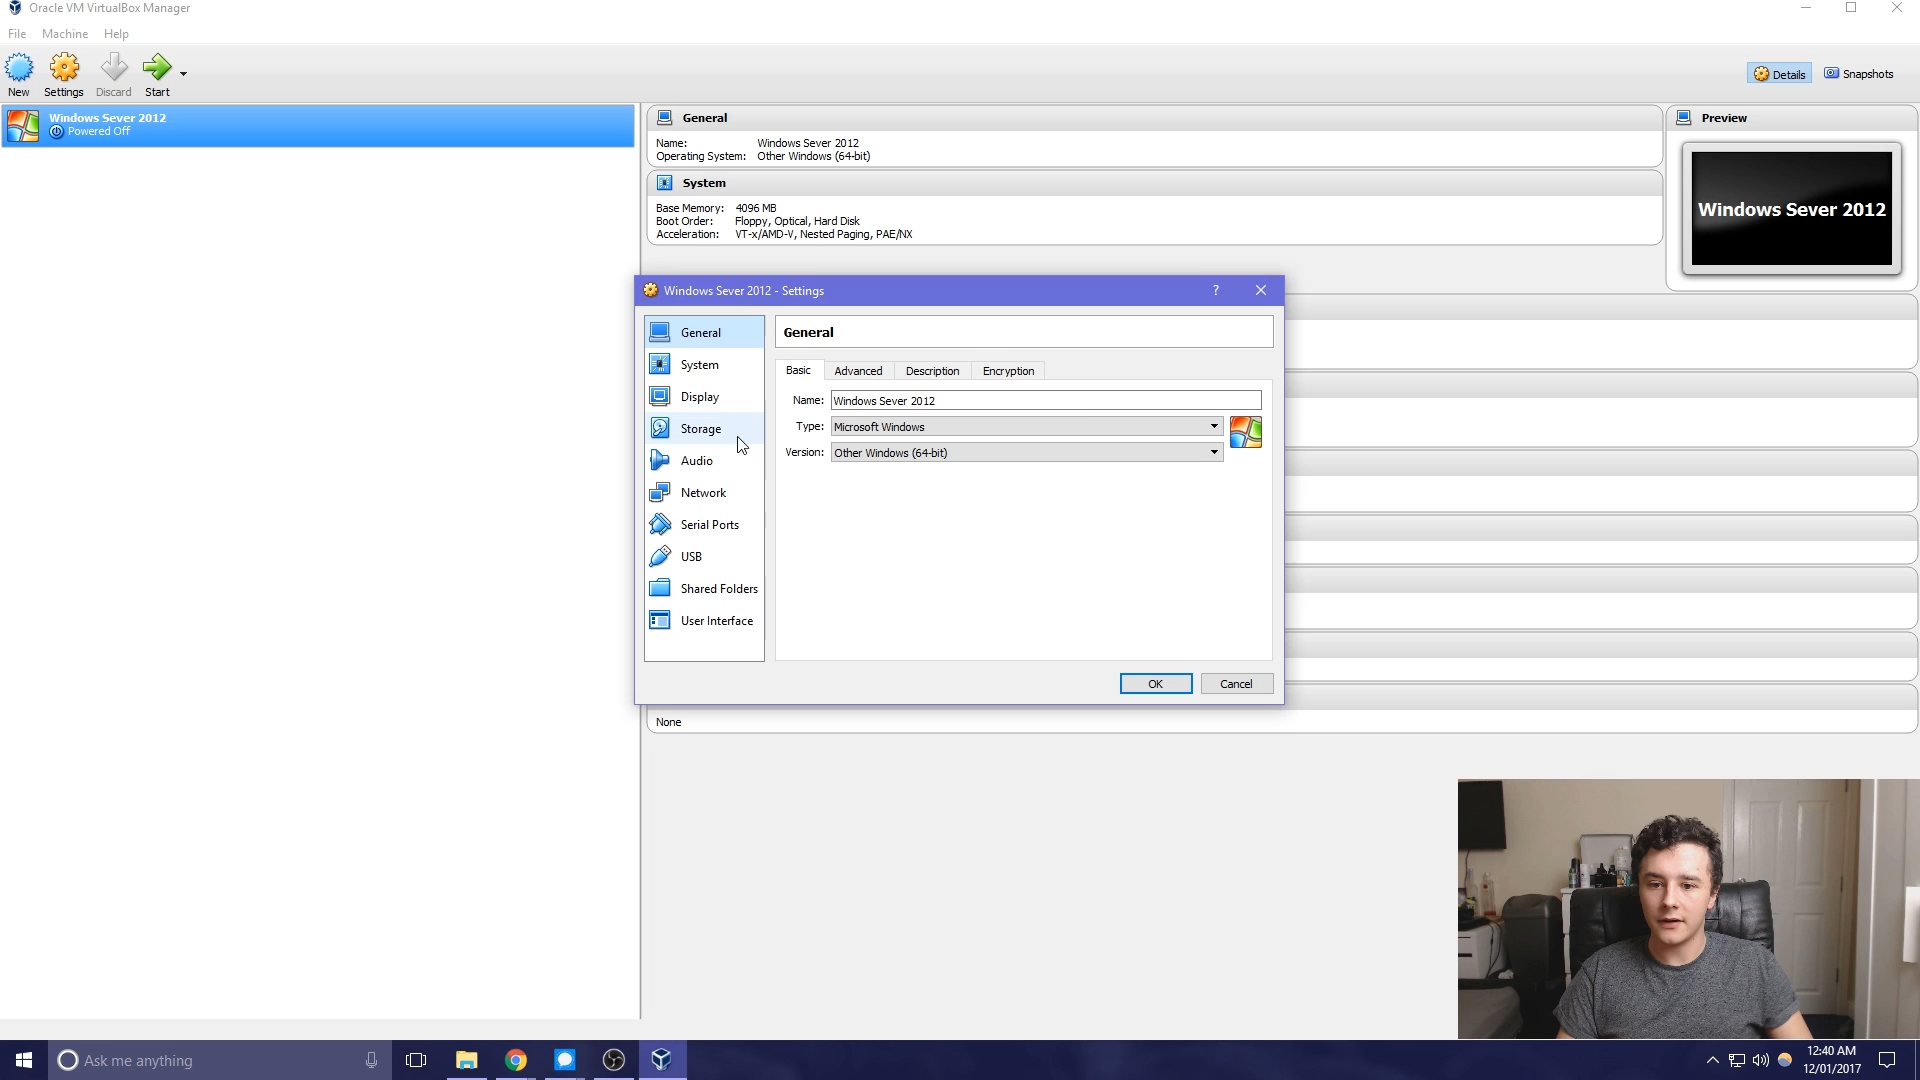 Oracle VM VirtualBox Manager
File Machine Help
New Settings Discard Start
Details Snapshots
Windows Sever 2012
Powered Off
General
Name: Windows Sever 2012
Operating System: Other Windows (64-bit)
System
Base Memory: 4096 MB
Boot Order: Floppy, Optical, Hard Disk
Acceleration: VT-x/AMD-V, Nested Paging, PAE/NX
Preview
Windows Sever 2012
Windows Sever 2012 - Settings
?
General
System
Display
Storage
Audio
Network
Serial Ports
USB
Shared Folders
User Interface
General
Basic Advanced Description Encryption
Name: Windows Sever 2012
Type: Microsoft Windows
Version: Other Windows (64-bit)
OK Cancel
None
Ask me anything
12:40 AM
12/01/2017